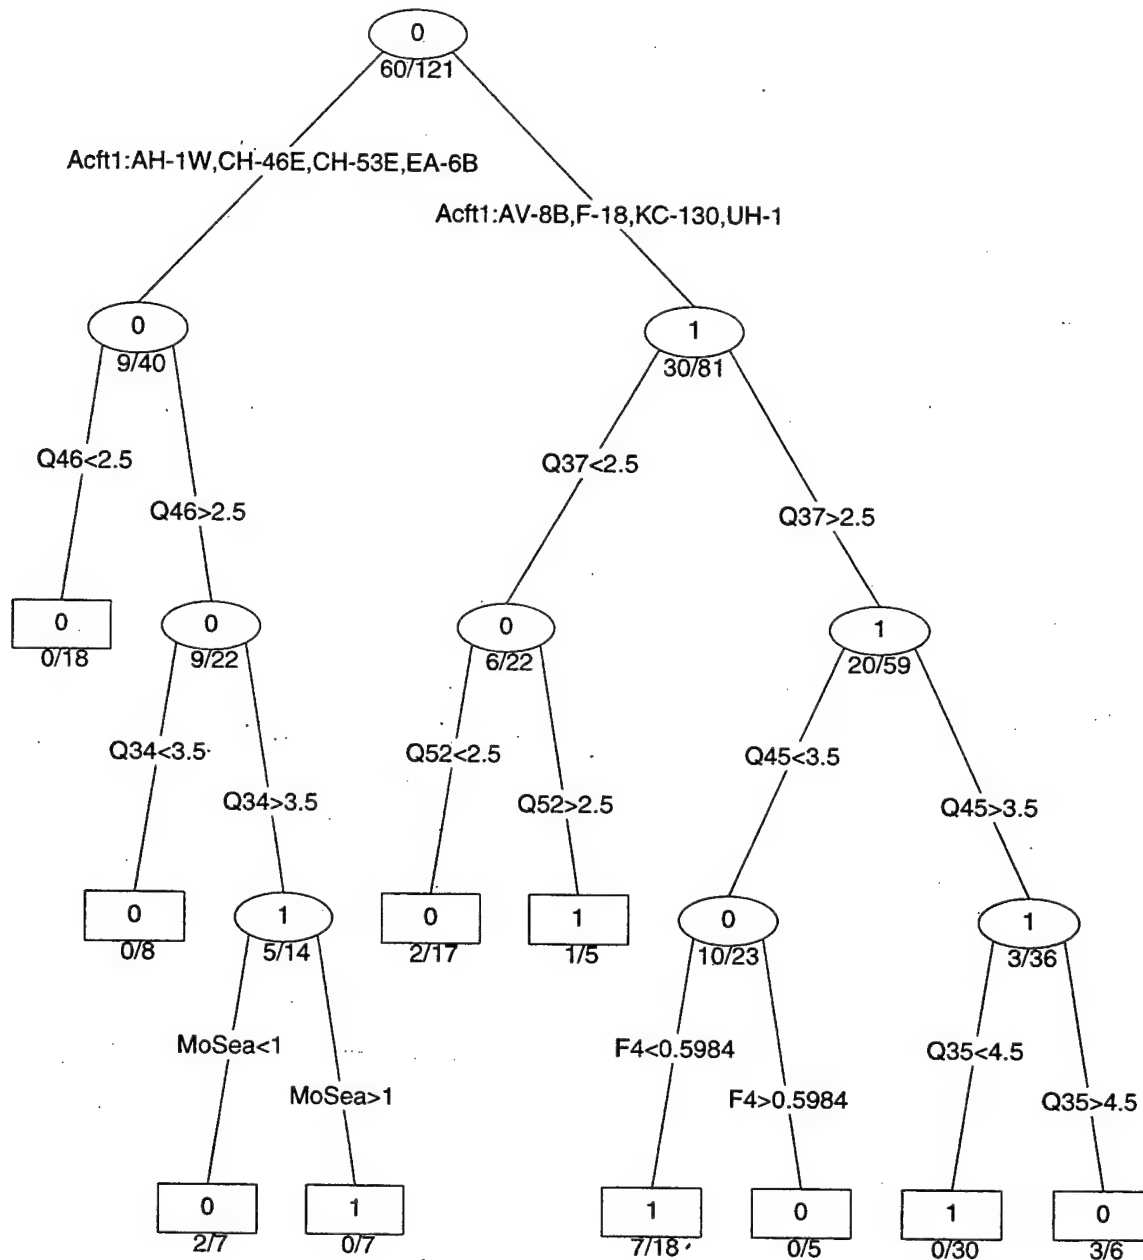 0
60/121
Acft1:AH-1W,CH-46E,CH-53E,EA-6B
Acft1:AV-8B,F-18,KC-130,UH-1
0
9/40
1
30/81
Q46<2.5
Q46>2.5
Q37<2.5
Q37>2.5
0
0/18
0
9/22
0
6/22
1
20/59
Q34<3.5
Q34>3.5
Q52<2.5
Q52>2.5
Q45<3.5
Q45>3.5
0
0/8
1
5/14
0
2/17
1
1/5
0
10/23
1
3/36
MoSea<1
MoSea>1
F4<0.5984
F4>0.5984
Q35<4.5
Q35>4.5
0
2/7
1
0/7
1
7/18
0
0/5
1
0/30
0
3/6